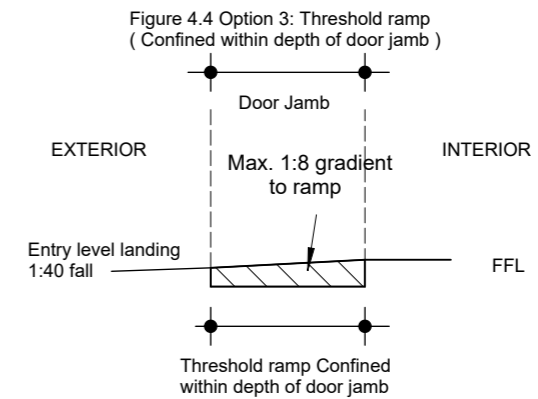 Figure 4.4 Option 3: Threshold ramp
( Confined within depth of door jamb )
Door Jamb
EXTERIOR
INTERIOR
Max. 1:8 gradient
to ramp
Entry level landing
1:40 fall
FFL
Threshold ramp Confined
within depth of door jamb